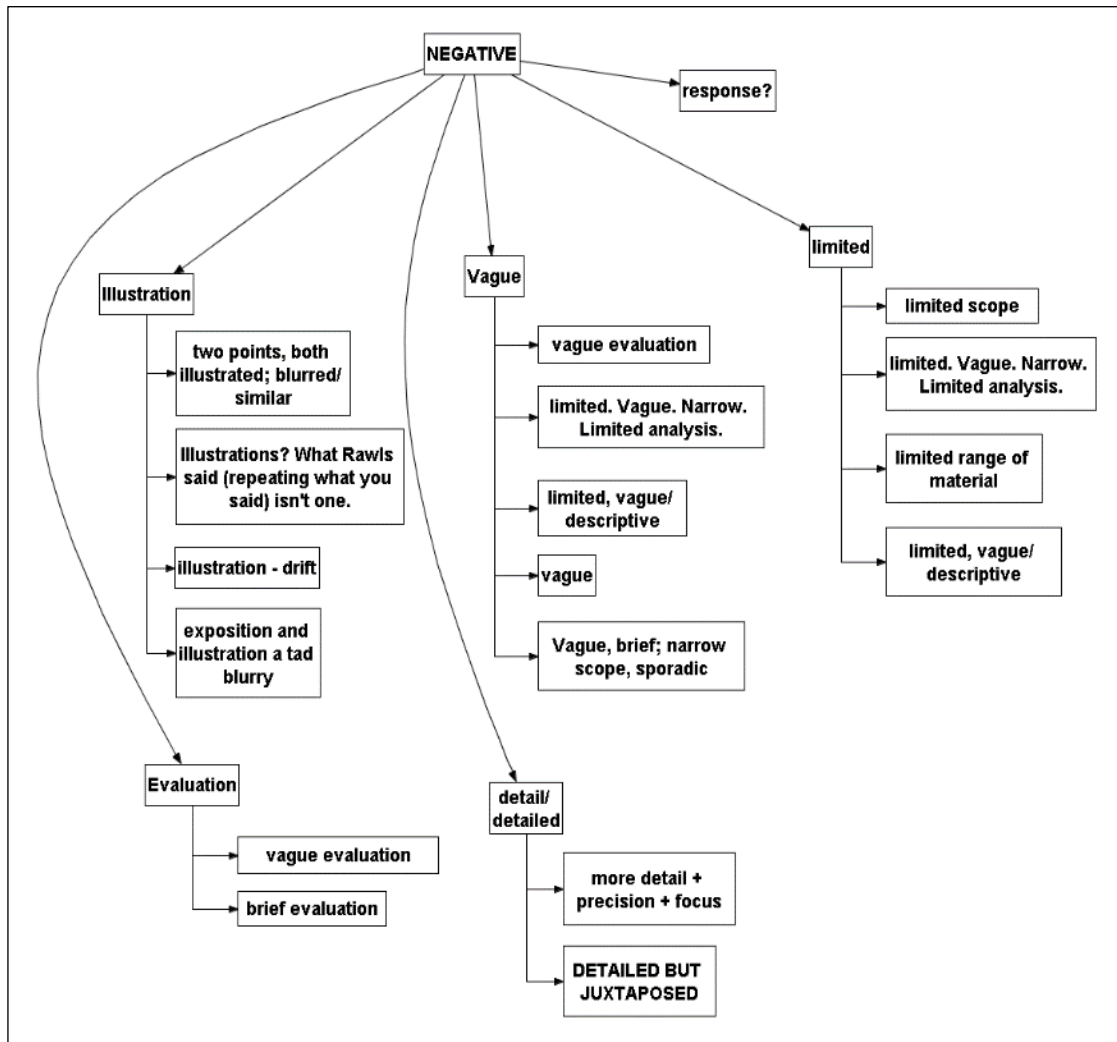 NEGATIVE
response?
Illustration
two points, both
illustrated; blurred/
similar
Illustrations? What Rawls
said (repeating what you
said) isn't one.
illustration - drift
exposition and
illustration a tad
blurry
Vague
vague evaluation
limited. Vague. Narrow.
Limited analysis.
limited, vague/
descriptive
vague
Vague, brief; narrow
scope, sporadic
limited
limited scope
limited. Vague. Narrow.
Limited analysis.
limited range of
material
limited, vague/
descriptive
Evaluation
vague evaluation
brief evaluation
detail/
detailed
more detail +
precision + focus
DETAILED BUT
JUXTAPOSED